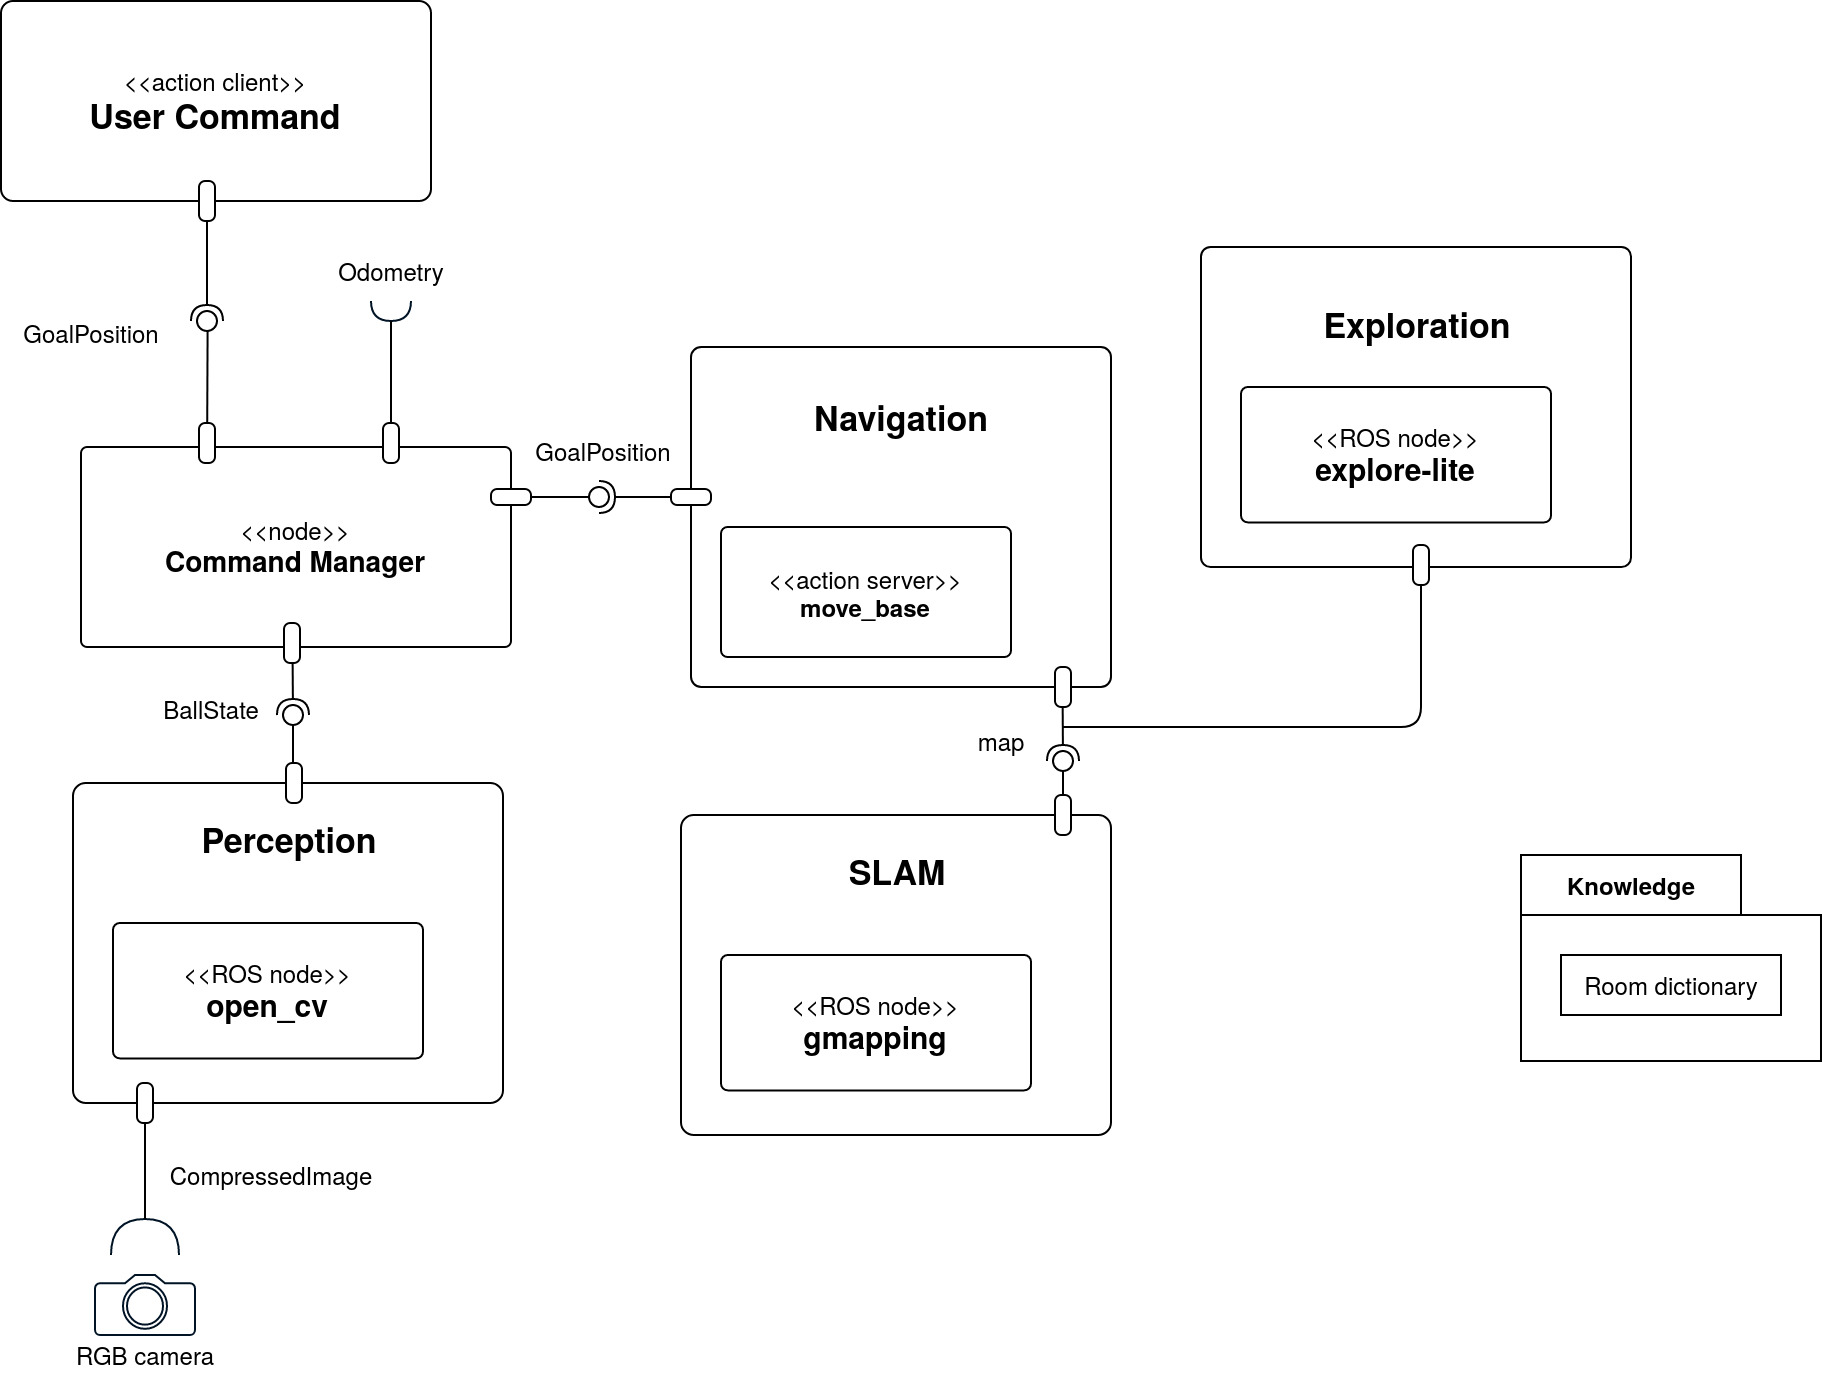 <<action client>>
User Command
Odometry
GoalPosition
Exploration
Navigation
GoalPosition
<<ROS node>>
explore-lite
<<node>>
Command Manager
<<action server>>
move_base
BallState
map
Perception
SLAM
Knowledge
<<ROS node>>
open_cv
<<ROS node>>
gmapping
Room dictionary
CompressedImage
RGB camera